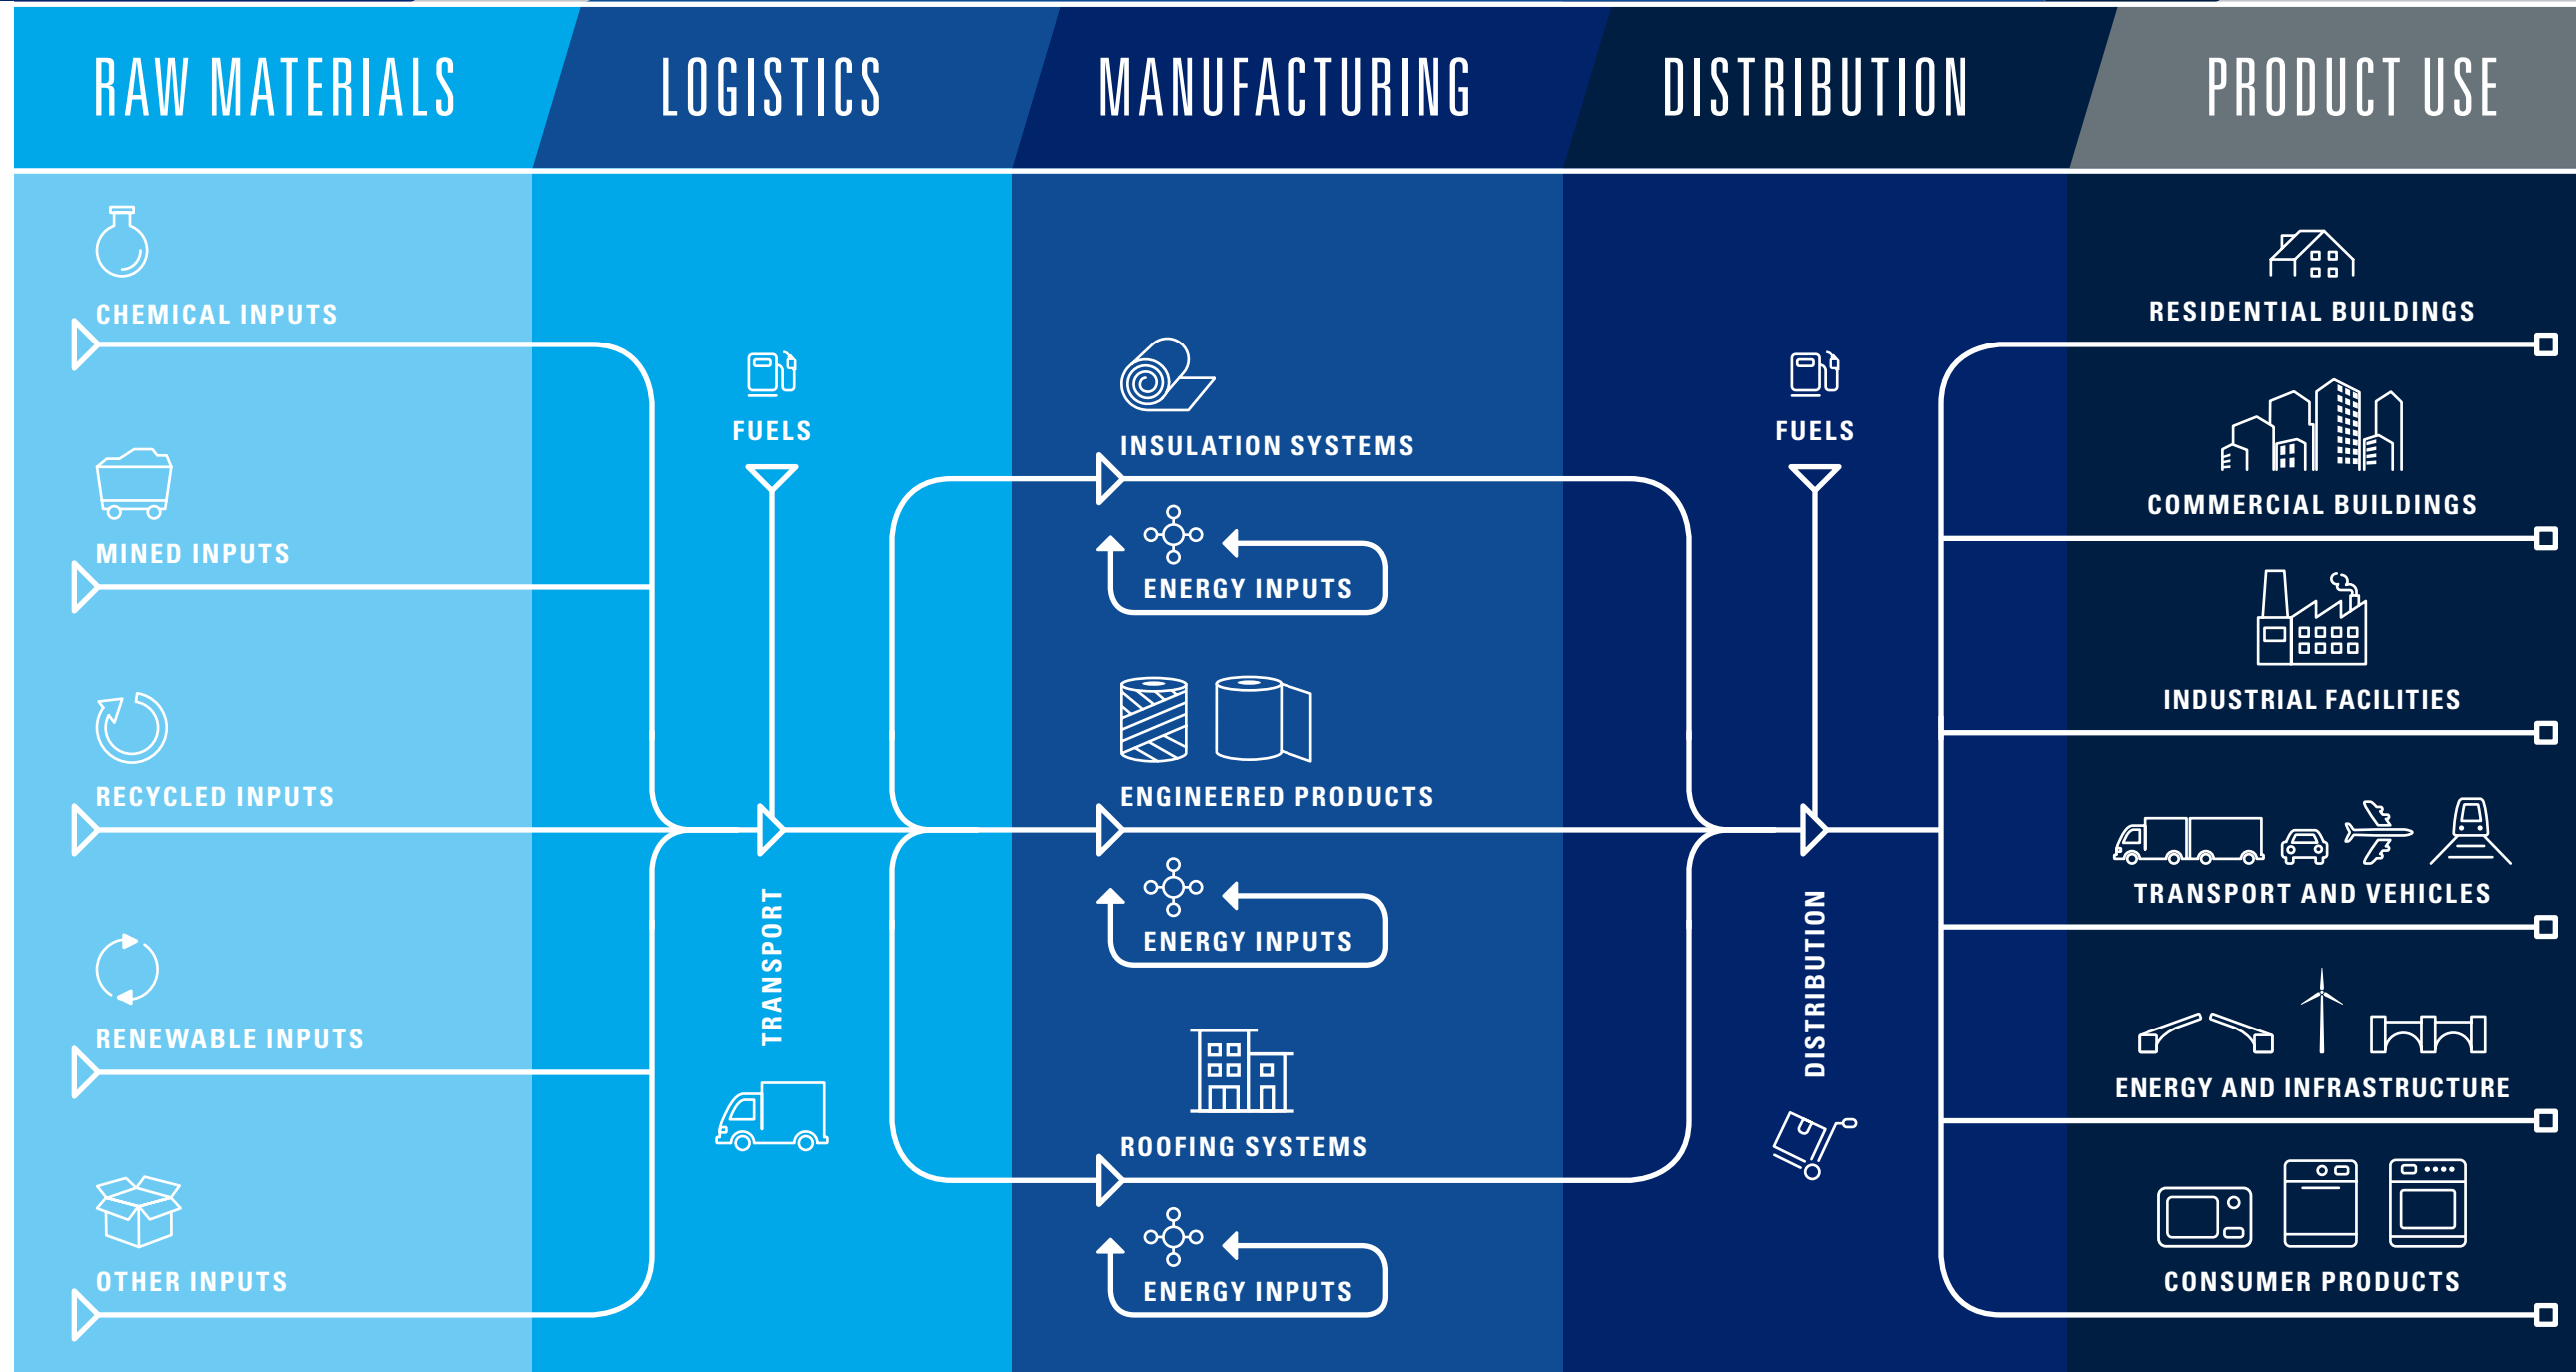 RAW MATERIALS
LOGISTICS
MANUFACTURING
DISTRIBUTION
PRODUCT USE
CHEMICAL INPUTS
MINED INPUTS
RECYCLED INPUTS
RENEWABLE INPUTS
OTHER INPUTS
FUELS
TRANSPORT
INSULATION SYSTEMS
ENERGY INPUTS
ENGINEERED PRODUCTS
ENERGY INPUTS
ROOFING SYSTEMS
ENERGY INPUTS
FUELS
DISTRIBUTION
RESIDENTIAL BUILDINGS
COMMERCIAL BUILDINGS
INDUSTRIAL FACILITIES
TRANSPORT AND VEHICLES
ENERGY AND INFRASTRUCTURE
CONSUMER PRODUCTS